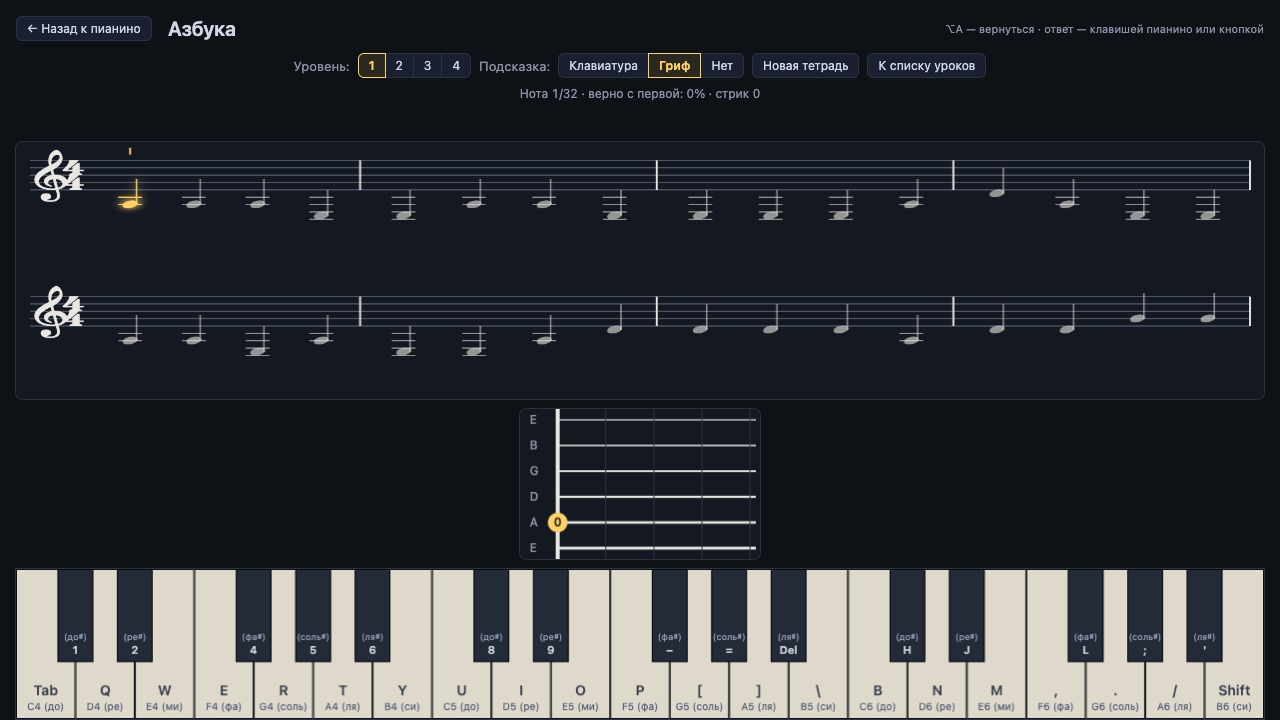 ← Назад к пианино Азбука ⌥A — вернуться · ответ — клавишей пианино или кнопкой
Уровень: 1 2 3 4 Подсказка: Клавиатура Гриф Нет Новая тетрадь К списку уроков
Нота 1/32 · верно с первой: 0% · стрик 0
4
4
4
4
E
B
G
D
A 0
E
(до#) (ре#) (фа#) (соль#) (ля#) (до#) (ре#) (фа#) (соль#) (ля#) (до#) (ре#) (фа#) (соль#) (ля#)
1 2 4 5 6 8 9 – = Del H J L ; '
Tab Q W E R T Y U I O P [ ] \ B N M , . / Shift
C4 (до) D4 (ре) E4 (ми) F4 (фа) G4 (соль) A4 (ля) B4 (си) C5 (до) D5 (ре) E5 (ми) F5 (фа) G5 (соль) A5 (ля) B5 (си) C6 (до) D6 (ре) E6 (ми) F6 (фа) G6 (соль) A6 (ля) B6 (си)